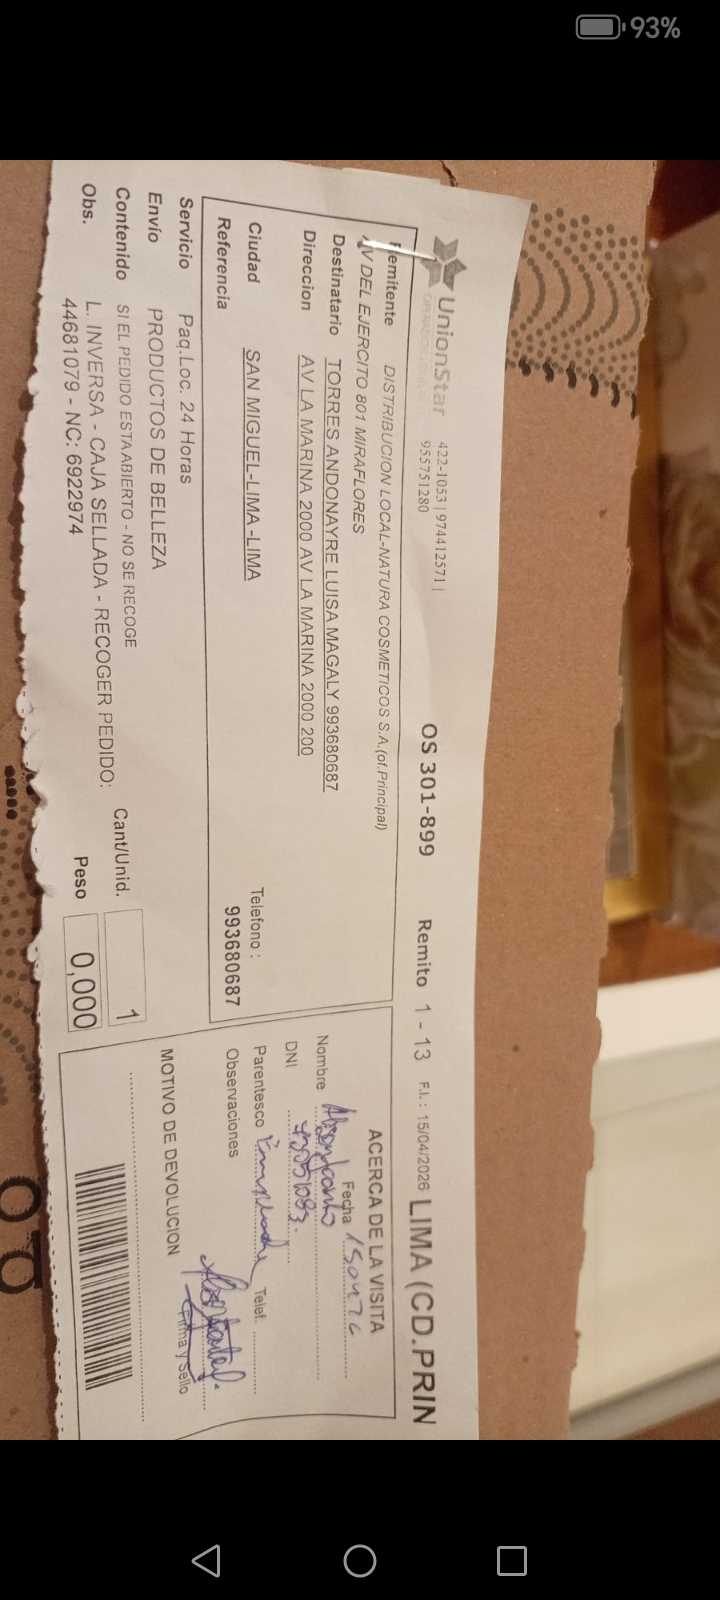 93%
UnionStar 422-1053 | 974412571 |
955751280
OS 301-899 Remito 1 - 13 F.I.: 15/04/2026 LIMA (CD.PRIN
Remitente DISTRIBUCION LOCAL-NATURA COSMETICOS S.A.(of.Principal)
AV DEL EJERCITO 801 MIRAFLORES
Destinatario TORRES ANDONAYRE LUISA MAGALY 993680687
Direccion AV LA MARINA 2000 AV LA MARINA 2000 200
Ciudad SAN MIGUEL-LIMA -LIMA
Telefono :
Referencia 993680687
Servicio Paq.Loc. 24 Horas
Envío PRODUCTOS DE BELLEZA
Contenido SI EL PEDIDO ESTA ABIERTO - NO SE RECOGE
Cant/Unid. 1
Obs. L. INVERSA - CAJA SELLADA - RECOGER PEDIDO:
44681079 - NC: 6922974
Peso 0,000
ACERCA DE LA VISITA
Fecha
Nombre
DNI
Parentesco Telef.
Observaciones
Firma y Sello
MOTIVO DE DEVOLUCION